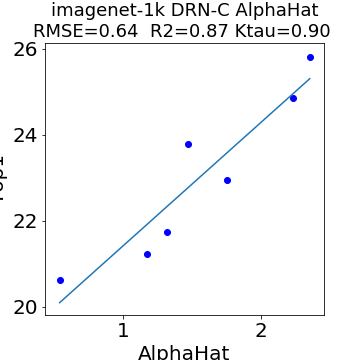 imagenet-1k DRN-C AlphaHat
RMSE=0.64  R2=0.87 Ktau=0.90
26
24
22
20
1
2
AlphaHat